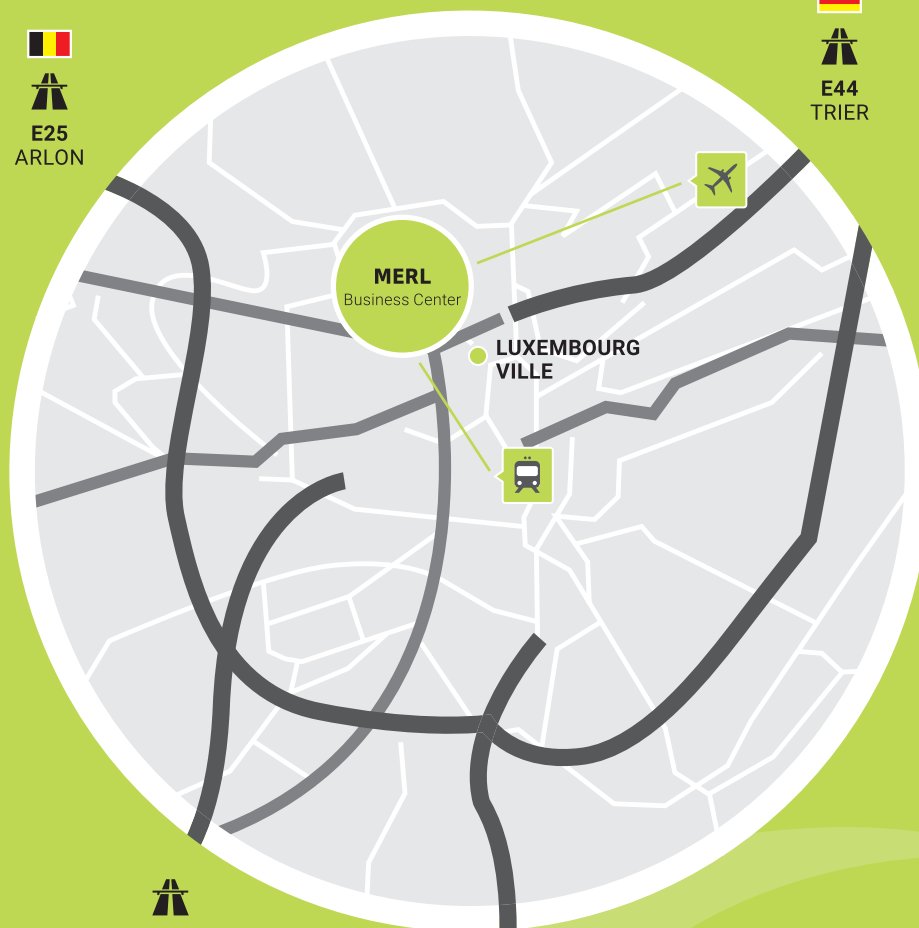 E25
ARLON
E44
TRIER
MERL
Business Center
LUXEMBOURG
VILLE